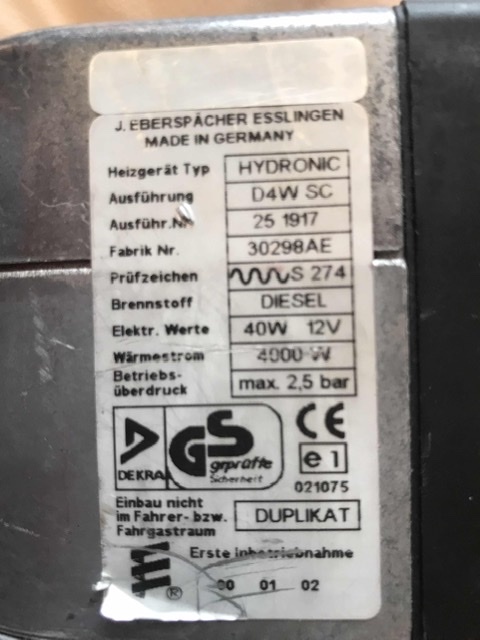 J. EBERSPÄCHER ESSLINGEN
MADE IN GERMANY
Heizgerät Typ HYDRONIC
Ausführung D4W SC
Ausführ.Nr 25 1917
Fabrik Nr. 30298AE
Prüfzeichen S 274
Brennstoff DIESEL
Elektr. Werte 40W 12V
Wärmestrom 4000 W
Betriebs-
überdruck max. 2,5 bar
DEKRA
GS
geprüfte
Sicherheit
CE
e1
021075
Einbau nicht
im Fahrer- bzw.
Fahrgastraum
DUPLIKAT
Erste Inbetriebnahme
® 00 01 02